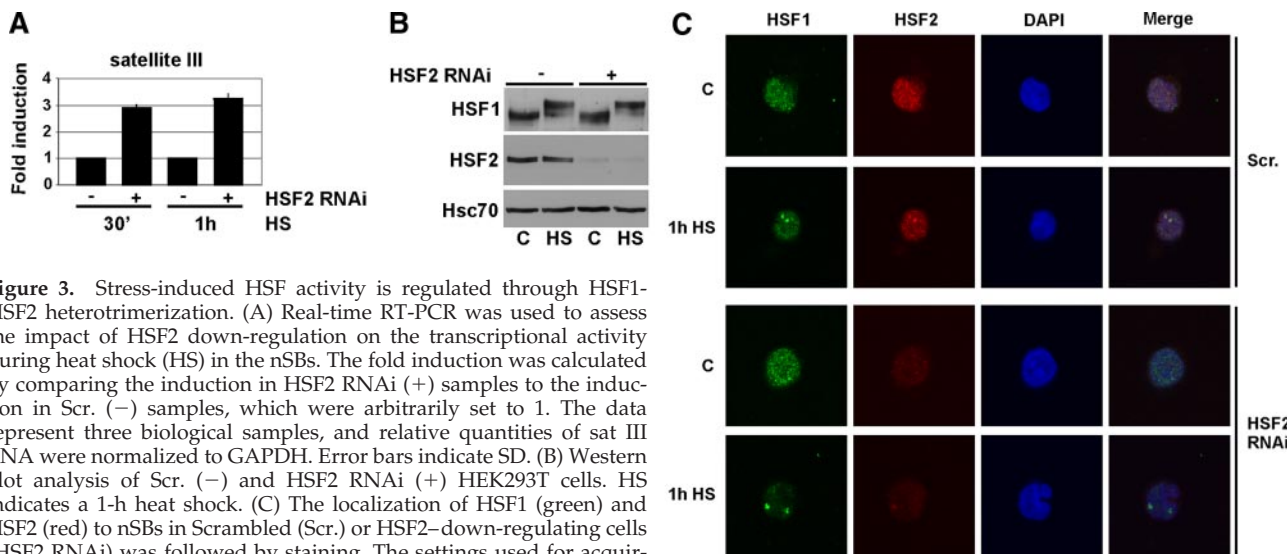 A
satellite III
Fold induction
4
3
2
1
0
- + - + HSF2 RNAi
30' 1h HS
B
HSF2 RNAi - +
HSF1
HSF2
Hsc70
C HS C HS
C
HSF1 HSF2 DAPI Merge
C
1h HS
Scr.
C
1h HS
HSF2
RNAi
igure 3. Stress-induced HSF activity is regulated through HSF1-
HSF2 heterotrimerization. (A) Real-time RT-PCR was used to assess
he impact of HSF2 down-regulation on the transcriptional activity
uring heat shock (HS) in the nSBs. The fold induction was calculated
y comparing the induction in HSF2 RNAi (+) samples to the induc-
ion in Scr. (−) samples, which were arbitrarily set to 1. The data
epresent three biological samples, and relative quantities of sat III
NA were normalized to GAPDH. Error bars indicate SD. (B) Western
lot analysis of Scr. (−) and HSF2 RNAi (+) HEK293T cells. HS
ndicates a 1-h heat shock. (C) The localization of HSF1 (green) and
HSF2 (red) to nSBs in Scrambled (Scr.) or HSF2–down-regulating cells
HSF2 RNAi) was followed by staining. The settings used for acquir-